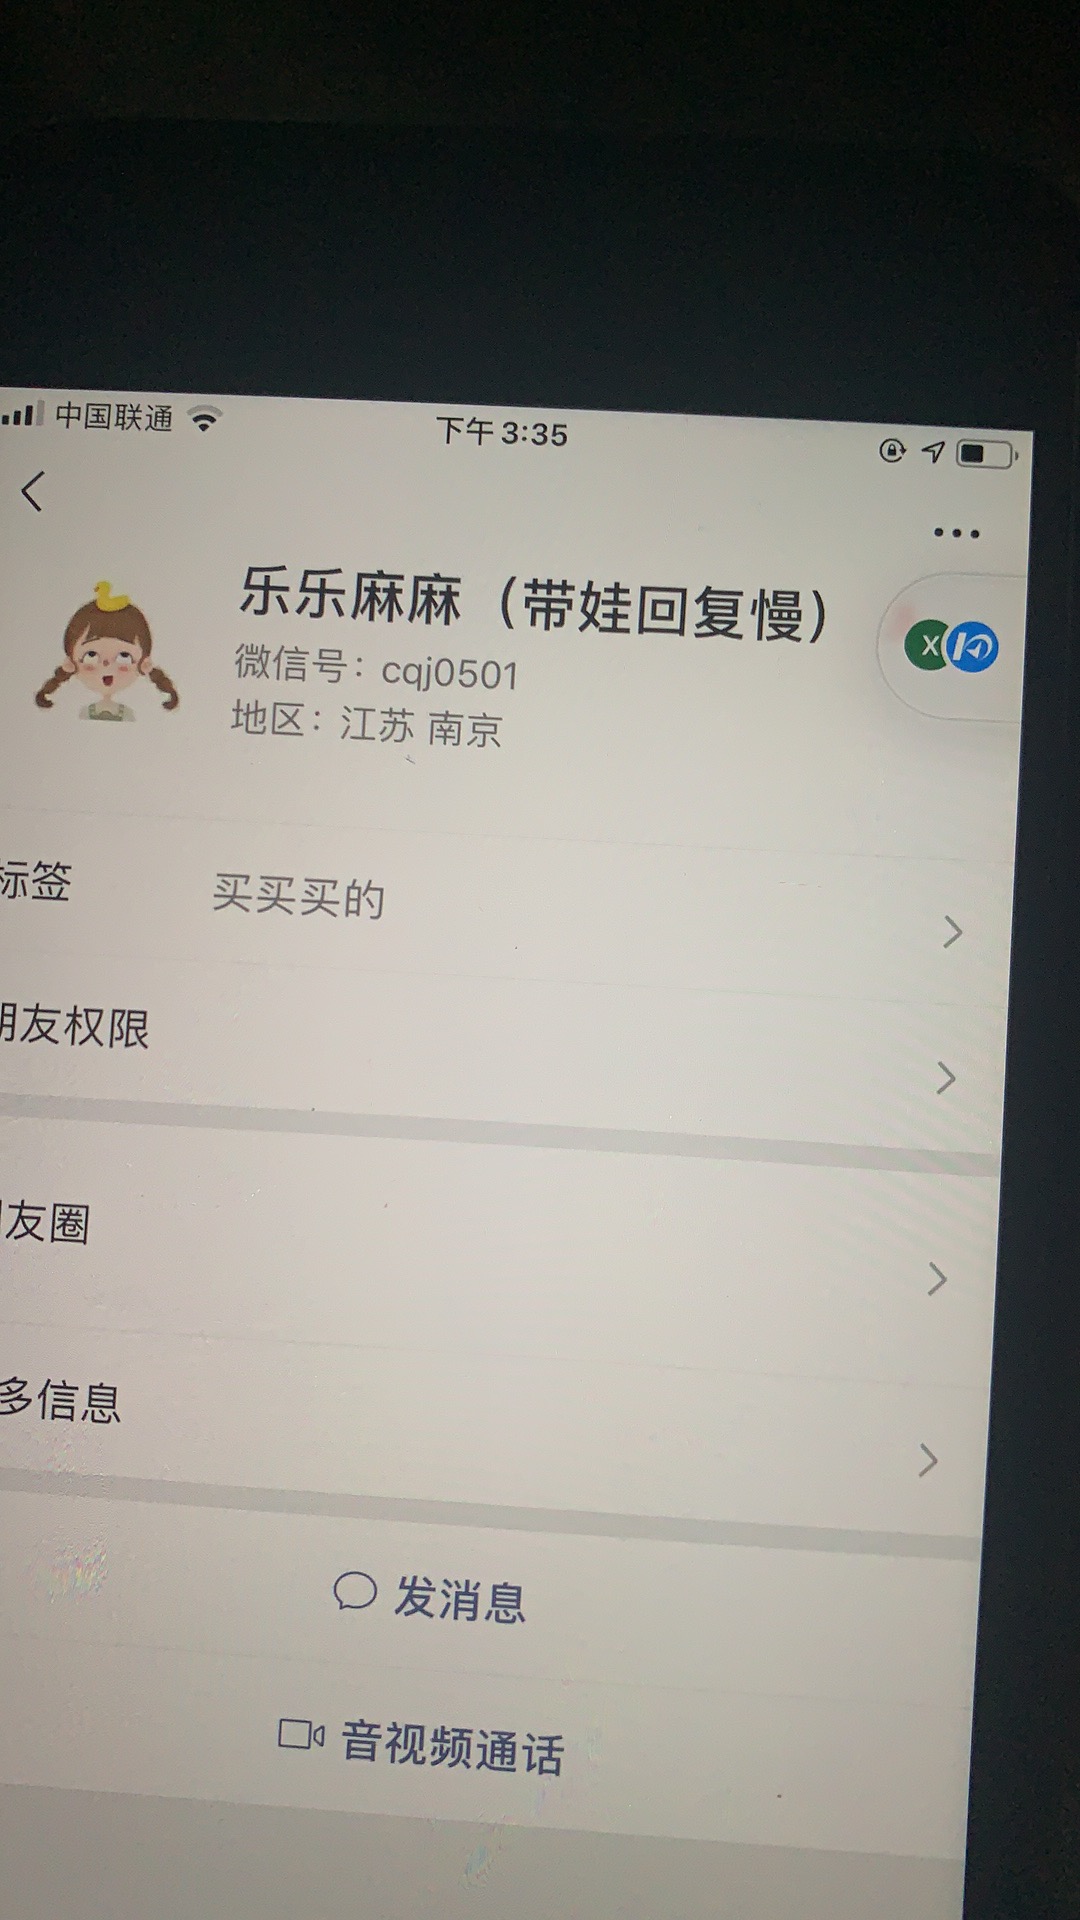 中国联通
下午3:35
乐乐麻麻（带娃回复慢）
微信号：cqj0501
地区：江苏 南京
标签 买买买的
朋友权限
友圈
多信息
发消息
音视频通话